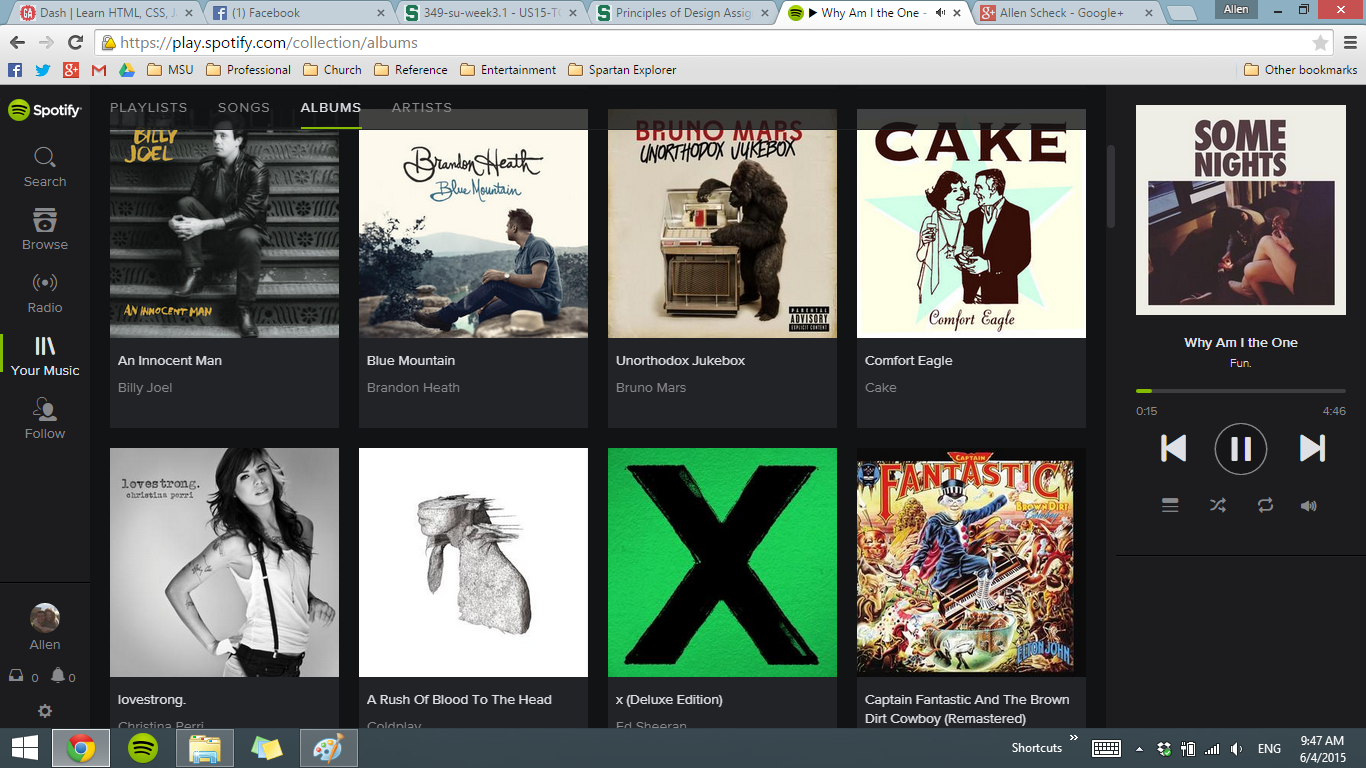 Dash | Learn HTML, CSS, J
(1) Facebook
349-su-week3.1 - US15-TC
Principles of Design Assig
Why Am I the One -
Allen Scheck - Google+
Allen
https://play.spotify.com/collection/albums
MSU
Professional
Church
Reference
Entertainment
Spartan Explorer
Other bookmarks
Spotify
PLAYLISTS
SONGS
ALBUMS
ARTISTS
Search
Browse
Radio
Your Music
Follow
Allen
0
0
BILLY
JOEL
AN INNOCENT MAN
An Innocent Man
Billy Joel
Brandon Heath
Blue Mountain
Blue Mountain
Brandon Heath
BRUNO MARS
UNORTHODOX JUKEBOX
PARENTAL
ADVISORY
EXPLICIT CONTENT
Unorthodox Jukebox
Bruno Mars
CAKE
Comfort Eagle
Comfort Eagle
Cake
lovestrong.
christina perri
lovestrong.
Christina Perri
A Rush Of Blood To The Head
Coldplay
X
x (Deluxe Edition)
Ed Sheeran
CAPTAIN
FANTASTIC
BROWN DIRT
Cowboy
ELTON JOHN
Captain Fantastic And The Brown
Dirt Cowboy (Remastered)
SOME
NIGHTS
Why Am I the One
Fun.
0:15
4:46
Shortcuts
ENG
9:47 AM
6/4/2015